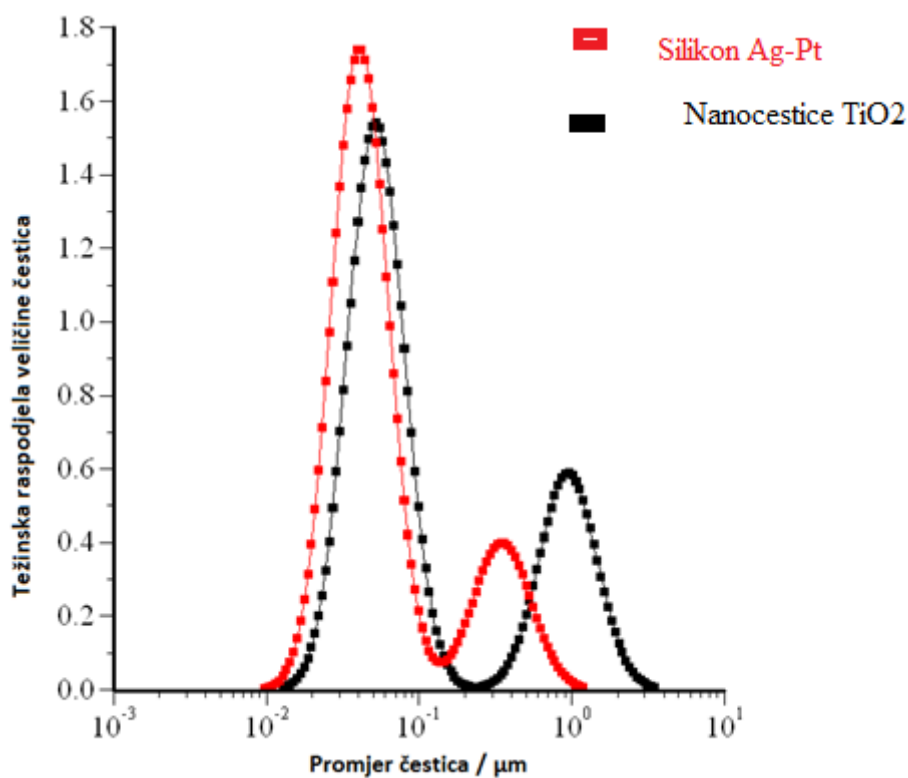 Silikon Ag-Pt
Nanocestice TiO2
Težinska raspodjela veličine čestica
1.8
1.6
1.4
1.2
1.0
0.8
0.6
0.4
0.2
0.0
10⁻³ 10⁻² 10⁻¹ 10⁰ 10¹
Promjer čestica / µm